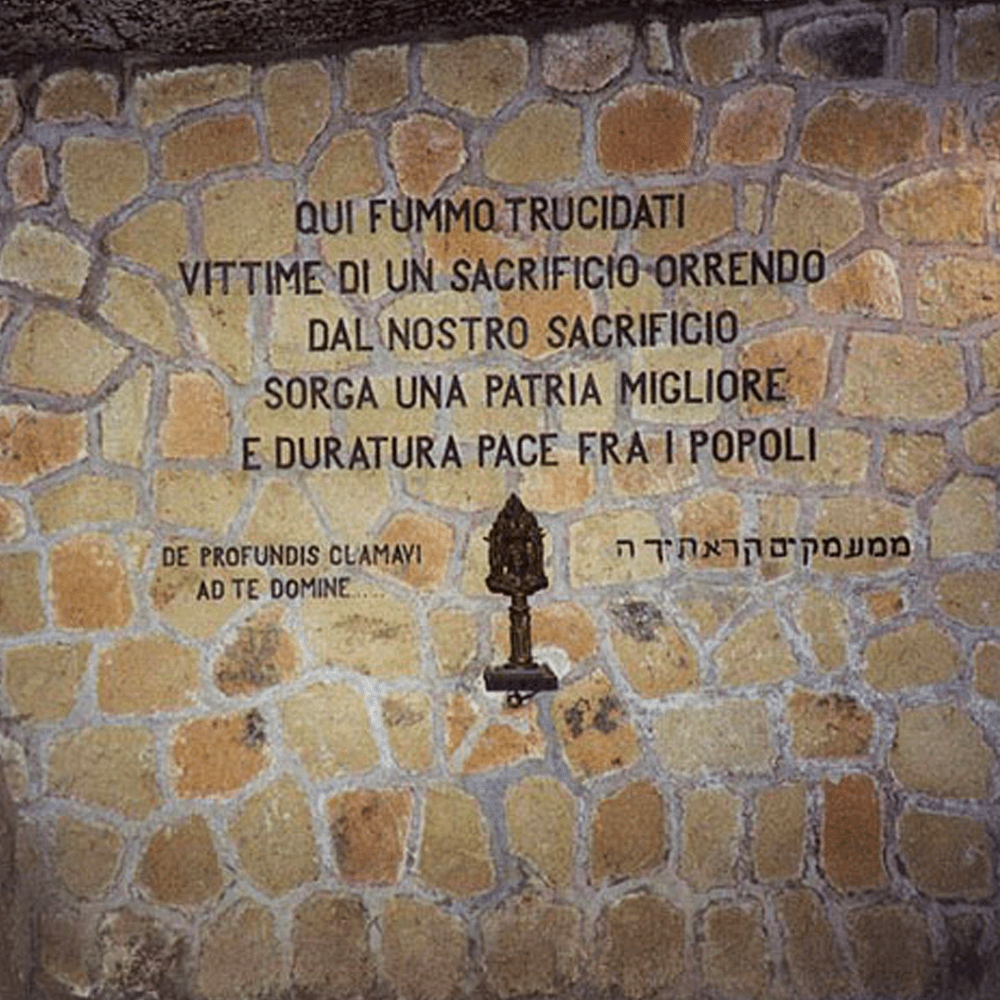 QUI FUMMO TRUCIDATI
VITTIME DI UN SACRIFICIO ORRENDO
DAL NOSTRO SACRIFICIO
SORGA UNA PATRIA MIGLIORE
E DURATURA PACE FRA I POPOLI
DE PROFUNDIS CLAMAVI
AD TE DOMINE.....
ממעמקים קראתיך ה